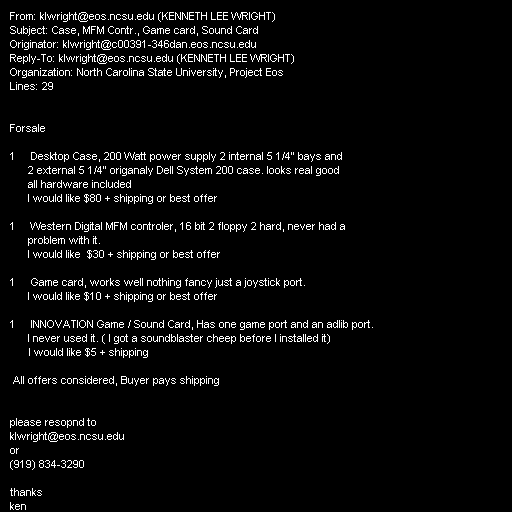 From: klwright@eos.ncsu.edu (KENNETH LEE WRIGHT)
Subject: Case, MFM Contr., Game card, Sound Card
Originator: klwright@c00391-346dan.eos.ncsu.edu
Reply-To: klwright@eos.ncsu.edu (KENNETH LEE WRIGHT)
Organization: North Carolina State University, Project Eos
Lines: 29
Forsale
1 Desktop Case, 200 Watt power supply 2 internal 5 1/4" bays and
2 external 5 1/4" origanaly Dell System 200 case. looks real good
all hardware included
I would like $80 + shipping or best offer
1 Western Digital MFM controler, 16 bit 2 floppy 2 hard, never had a
problem with it.
I would like $30 + shipping or best offer
1 Game card, works well nothing fancy just a joystick port.
I would like $10 + shipping or best offer
1 INNOVATION Game / Sound Card, Has one game port and an adlib port.
I never used it. ( I got a soundblaster cheep before I installed it)
I would like $5 + shipping
All offers considered, Buyer pays shipping
please resopnd to
klwright@eos.ncsu.edu
or
(919) 834-3290
thanks
ken